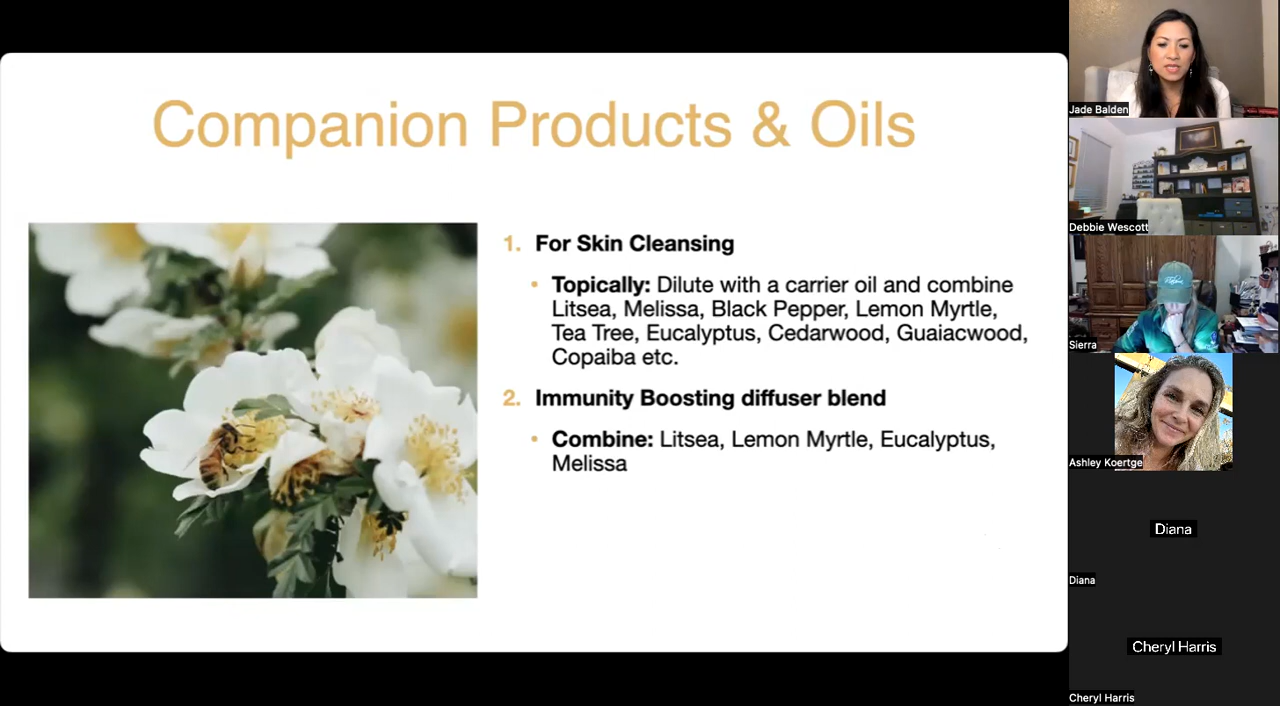 Companion Products & Oils
1. For Skin Cleansing
• Topically: Dilute with a carrier oil and combine
Litsea, Melissa, Black Pepper, Lemon Myrtle,
Tea Tree, Eucalyptus, Cedarwood, Guaiacwood,
Copaiba etc.
2. Immunity Boosting diffuser blend
• Combine: Litsea, Lemon Myrtle, Eucalyptus,
Melissa
Jade Balden
Debbie Wescott
Sierra
Ashley Koertge
Diana
Diana
Cheryl Harris
Cheryl Harris